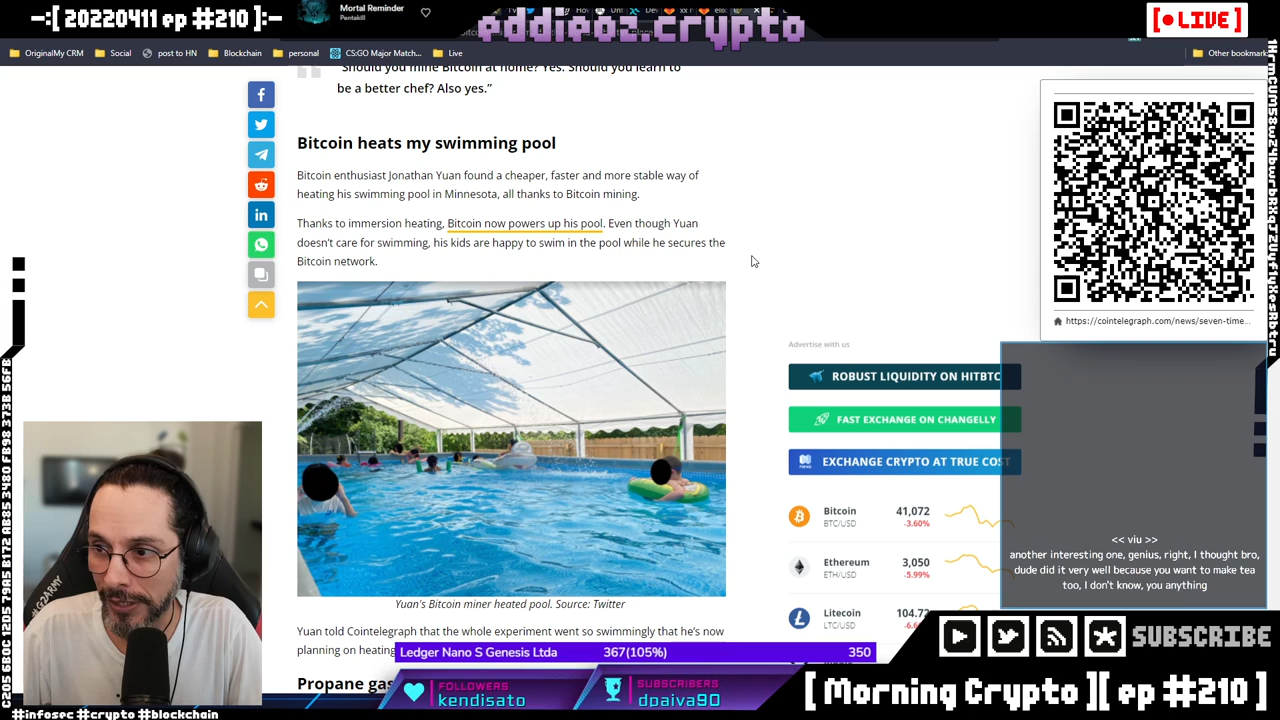 -:[ 20220411 ep #210 ]:-
Mortal Reminder
Pentskill
eddieoz.crypto
[ • LIVE ]
OriginalMy CRM
Social
post to HN
Blockchain
personal
CS:GO Major Match...
Live
Other bookmark
"Should you mine Bitcoin at home? Yes. Should you learn to
be a better chef? Also yes."
Bitcoin heats my swimming pool
Bitcoin enthusiast Jonathan Yuan found a cheaper, faster and more stable way of
heating his swimming pool in Minnesota, all thanks to Bitcoin mining.
Thanks to immersion heating, Bitcoin now powers up his pool. Even though Yuan
doesn't care for swimming, his kids are happy to swim in the pool while he secures the
Bitcoin network.
https://cointelegraph.com/news/seven-time...
Advertise with us
ROBUST LIQUIDITY ON HITBTC
FAST EXCHANGE ON CHANGELLY
EXCHANGE CRYPTO AT TRUE COST
Bitcoin
BTC/USD
41,072
-3.60%
Ethereum
ETH/USD
3,050
-5.99%
Litecoin
LTC/USD
104.72
<< viu >>
another interesting one, genius, right, I thought bro,
dude did it very well because you want to make tea
too, I don't know, you anything
Yuan's Bitcoin miner heated pool. Source: Twitter
Yuan told Cointelegraph that the whole experiment went so swimmingly that he's now
planning on heating
Propane gas
Ledger Nano S Genesis Ltda
367(105%)
350
FOLLOWERS
kendisato
SUBSCRIBERS
dpaiva90
SUBSCRIBE
[ Morning Crypto ][ ep #210 ]
#infosec #crypto #blockchain